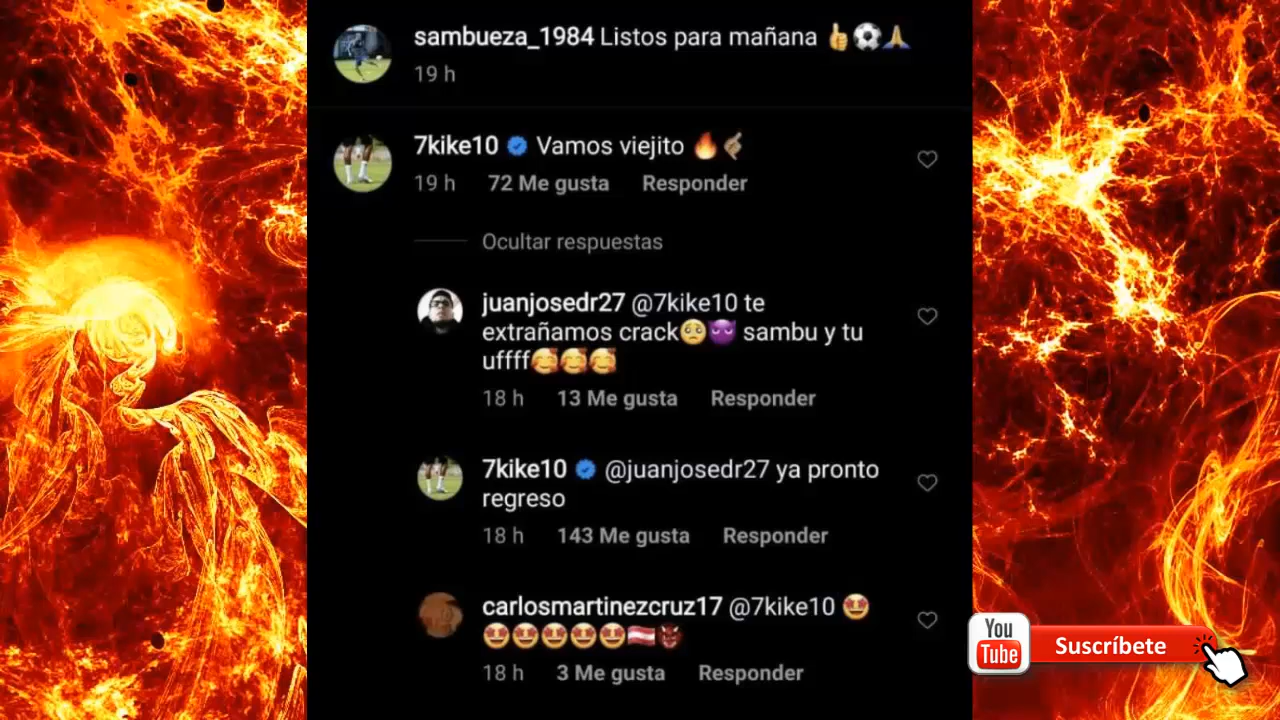 sambueza_1984 Listos para mañana 👍⚽🙏
19 h
7kike10 Vamos viejito 🔥🤙🏽
19 h 72 Me gusta Responder
Ocultar respuestas
juanjosedr27 @7kike10 te
extrañamos crack🥺😈 sambu y tu
uffff🥰🥰🥰
18 h 13 Me gusta Responder
7kike10 @juanjosedr27 ya pronto
regreso
18 h 143 Me gusta Responder
carlosmartinezcruz17 @7kike10 🤩
🤩🤩🤩🤩🤩🇦🇹👹
18 h 3 Me gusta Responder
You
Tube
Suscríbete